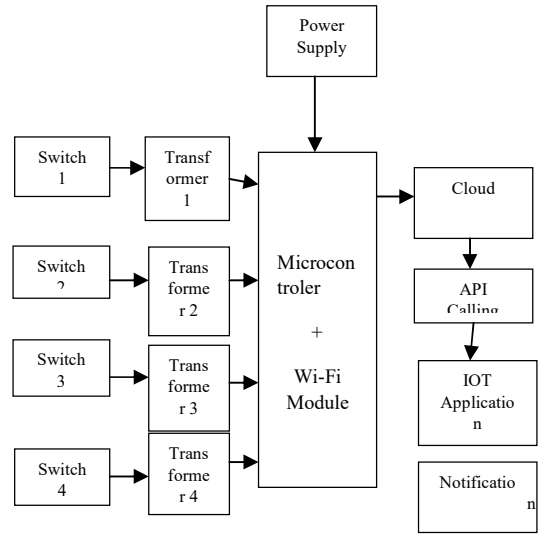 Power
Supply
Switch
1
Transf
ormer
1
Cloud
Switch
2
Trans
forme
r 2
Microcon
troler
+
Wi-Fi
Module
API
Calling
Switch
3
Trans
forme
r 3
IOT
Applicatio
n
Switch
4
Trans
forme
r 4
Notificatio
n